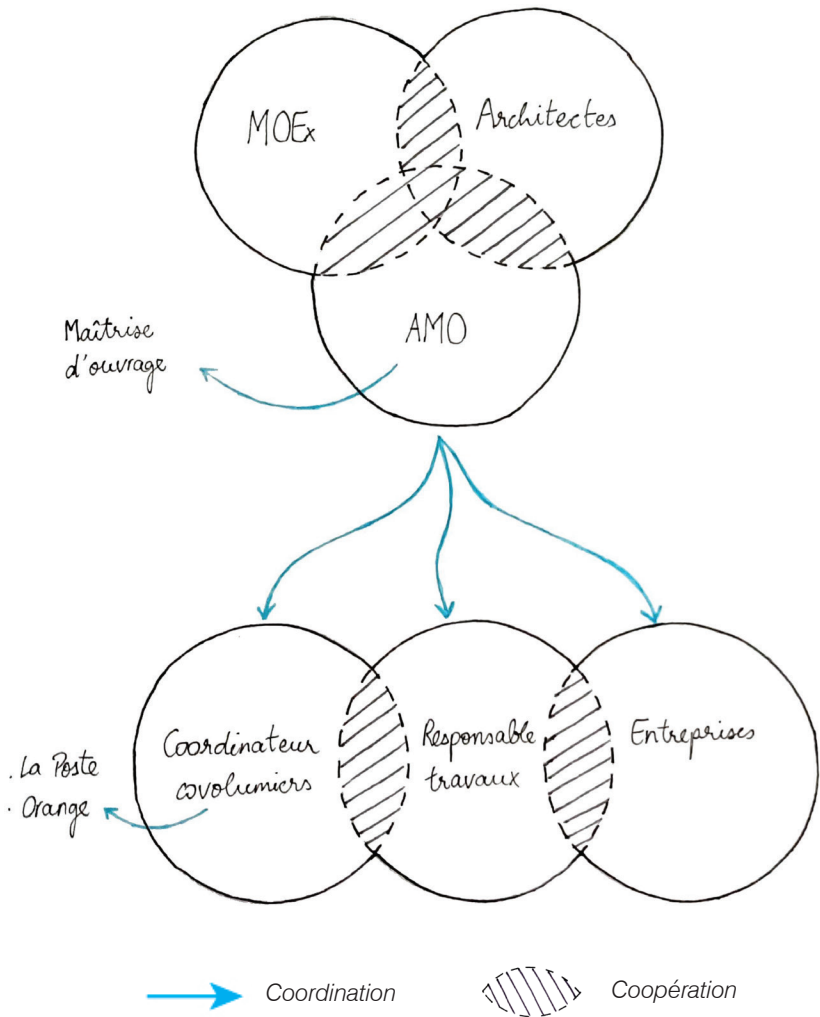 MOEx
Architectes
AMO
Maîtrise
d'ouvrage
Coordinateur
covolumiers
Responsable
travaux
Entreprises
. La Poste
. Orange
Coordination
Coopération